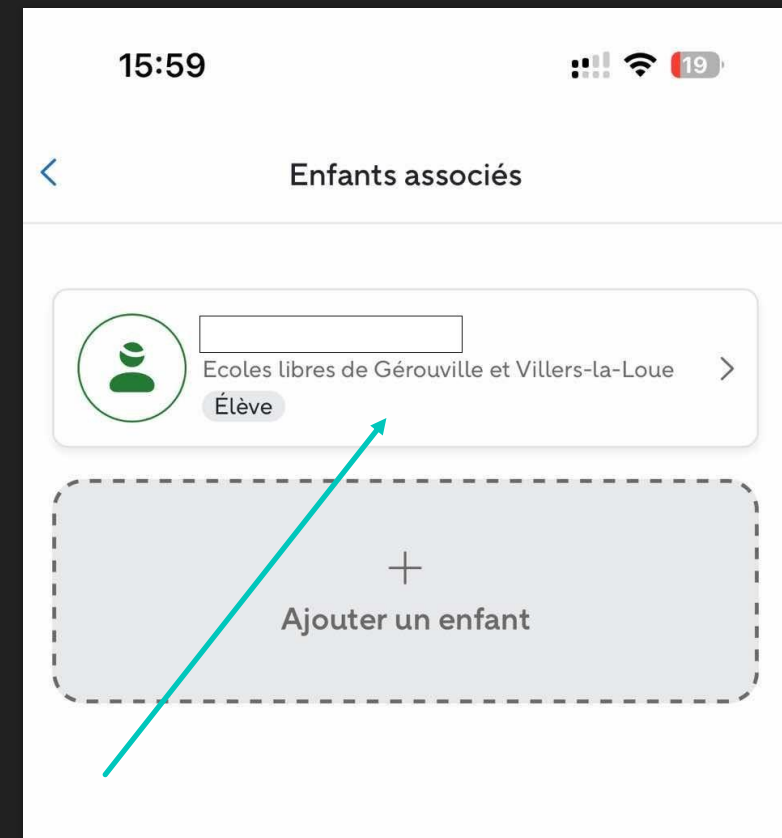 15:59
19
Enfants associés
Ecoles libres de Gérouville et Villers-la-Loue
Élève
Ajouter un enfant